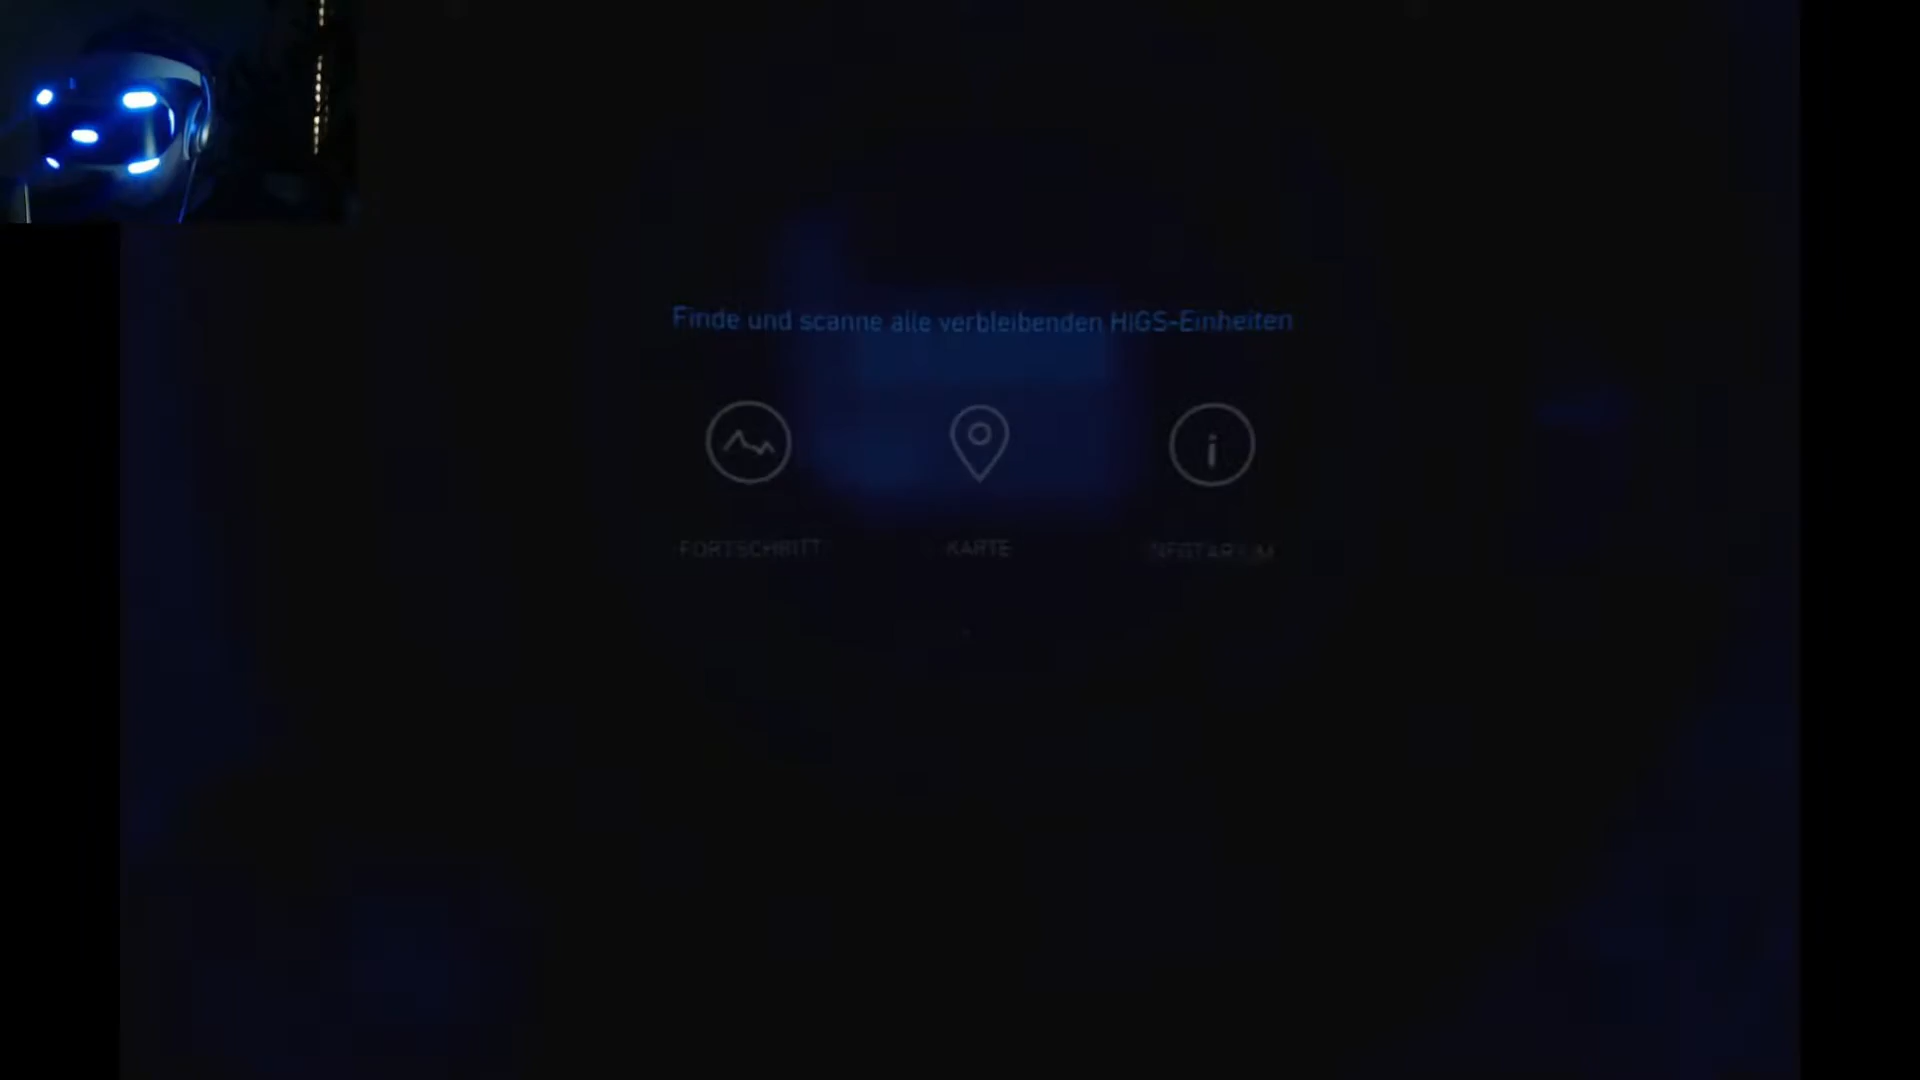 Finde und scanne alle verbleibenden HIGS-Einheiten
FORTSCHRITT
KARTE